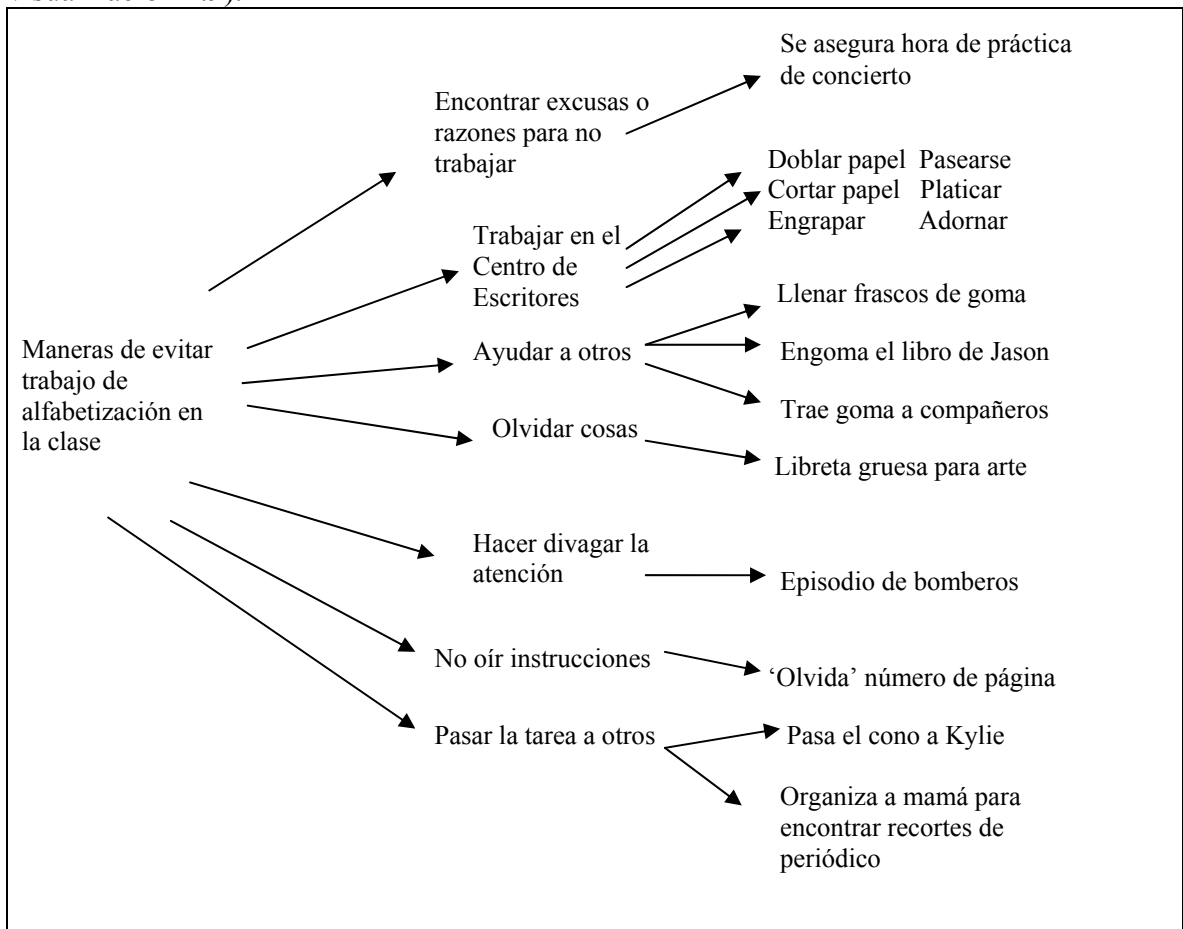 Se asegura hora de práctica
de concierto
Encontrar excusas o
razones para no
trabajar
Doblar papel Pasearse
Cortar papel Platicar
Engrapar Adornar
Trabajar en el
Centro de
Escritores
Llenar frascos de goma
Maneras de evitar
trabajo de
alfabetización en
la clase
Ayudar a otros
Engoma el libro de Jason
Trae goma a compañeros
Olvidar cosas
Libreta gruesa para arte
Hacer divagar la
atención
Episodio de bomberos
No oír instrucciones
‘Olvida’ número de página
Pasar la tarea a otros
Pasa el cono a Kylie
Organiza a mamá para
encontrar recortes de
periódico